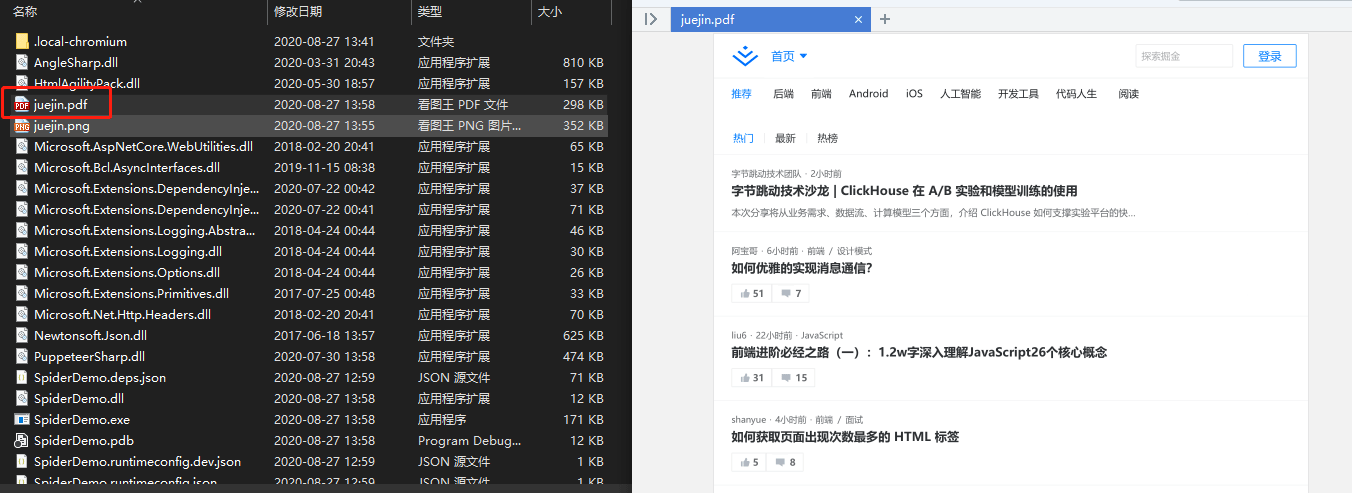 名称 修改日期 类型 大小
.local-chromium 2020-08-27 13:41 文件夹
AngleSharp.dll 2020-03-31 20:43 应用程序扩展 810 KB
HtmlAgilityPack.dll 2020-05-30 18:57 应用程序扩展 157 KB
juejin.pdf 2020-08-27 13:58 看图王 PDF 文件 298 KB
juejin.png 2020-08-27 13:55 看图王 PNG 图片... 352 KB
Microsoft.AspNetCore.WebUtilities.dll 2018-02-20 20:41 应用程序扩展 65 KB
Microsoft.Bcl.AsyncInterfaces.dll 2019-11-15 08:38 应用程序扩展 15 KB
Microsoft.Extensions.DependencyInje... 2020-07-22 00:42 应用程序扩展 37 KB
Microsoft.Extensions.DependencyInje... 2020-07-22 00:41 应用程序扩展 71 KB
Microsoft.Extensions.Logging.Abstra... 2018-04-24 00:44 应用程序扩展 46 KB
Microsoft.Extensions.Logging.dll 2018-04-24 00:44 应用程序扩展 30 KB
Microsoft.Extensions.Options.dll 2018-04-24 00:44 应用程序扩展 26 KB
Microsoft.Extensions.Primitives.dll 2017-07-25 00:48 应用程序扩展 33 KB
Microsoft.Net.Http.Headers.dll 2018-02-20 20:41 应用程序扩展 70 KB
Newtonsoft.Json.dll 2017-06-18 13:57 应用程序扩展 625 KB
PuppeteerSharp.dll 2020-07-30 13:58 应用程序扩展 474 KB
SpiderDemo.deps.json 2020-08-27 12:59 JSON 源文件 71 KB
SpiderDemo.dll 2020-08-27 13:58 应用程序扩展 12 KB
SpiderDemo.exe 2020-08-27 13:58 应用程序 171 KB
SpiderDemo.pdb 2020-08-27 13:58 Program Debug... 12 KB
SpiderDemo.runtimeconfig.dev.json 2020-08-27 12:59 JSON 源文件 1 KB
SpiderDemo.runtimeconfig.json 2020-08-27 12:59 JSON 源文件 1 KB
juejin.pdf
首页 探索掘金 登录
推荐 后端 前端 Android iOS 人工智能 开发工具 代码人生 阅读
热门 最新 热榜
字节跳动技术团队 · 2小时前
字节跳动技术沙龙 | ClickHouse 在 A/B 实验和模型训练的使用
本次分享将从业务需求、数据流、计算模型三个方面，介绍 ClickHouse 如何支撑实验平台的快...
阿宝哥 · 6小时前 · 前端 / 设计模式
如何优雅的实现消息通信？
51 7
liu6 · 22小时前 · JavaScript
前端进阶必经之路（一）：1.2w字深入理解JavaScript26个核心概念
31 15
shanyue · 4小时前 · 前端 / 面试
如何获取页面出现次数最多的 HTML 标签
5 8